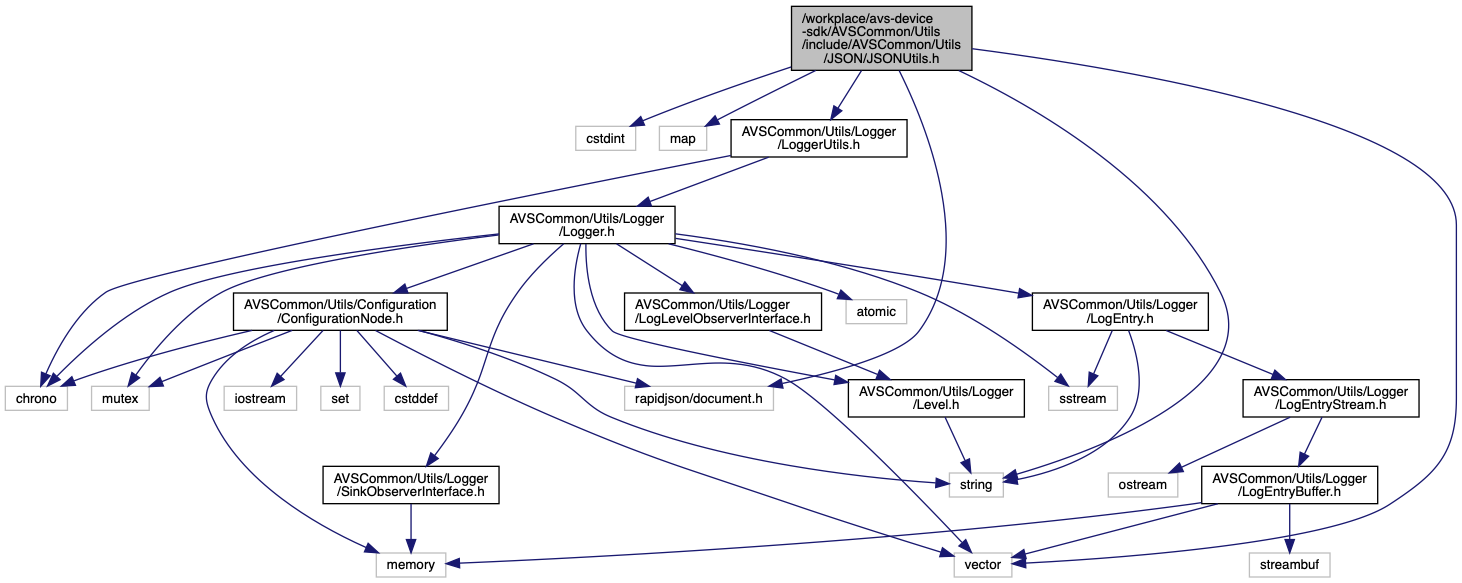 /workplace/avs-device
-sdk/AVSCommon/Utils
/include/AVSCommon/Utils
/JSON/JSONUtils.h
cstdint
map
AVSCommon/Utils/Logger
/LoggerUtils.h
AVSCommon/Utils/Logger
/Logger.h
AVSCommon/Utils/Configuration
/ConfigurationNode.h
AVSCommon/Utils/Logger
/LogLevelObserverInterface.h
atomic
AVSCommon/Utils/Logger
/LogEntry.h
chrono
mutex
iostream
set
cstddef
rapidjson/document.h
AVSCommon/Utils/Logger
/Level.h
sstream
AVSCommon/Utils/Logger
/LogEntryStream.h
AVSCommon/Utils/Logger
/SinkObserverInterface.h
string
ostream
AVSCommon/Utils/Logger
/LogEntryBuffer.h
memory
vector
streambuf